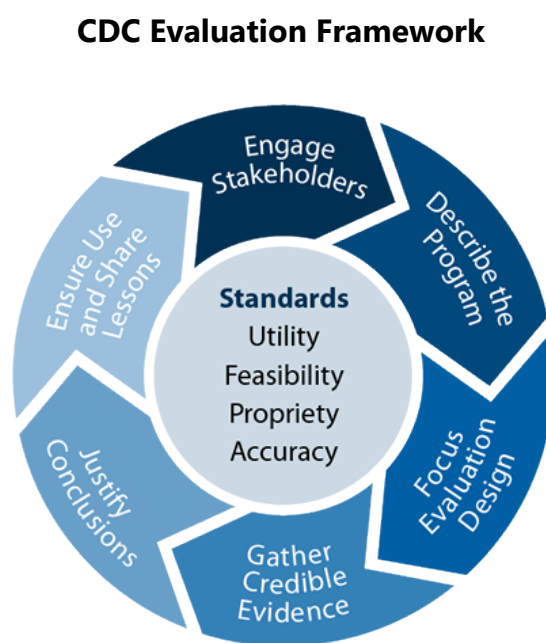 CDC Evaluation Framework
Engage
Stakeholders
Describe the
Program
Focus
Evaluation
Design
Gather
Credible
Evidence
Justify
Conclusions
Ensure Use
and Share
Lessons
Standards
Utility
Feasibility
Propriety
Accuracy